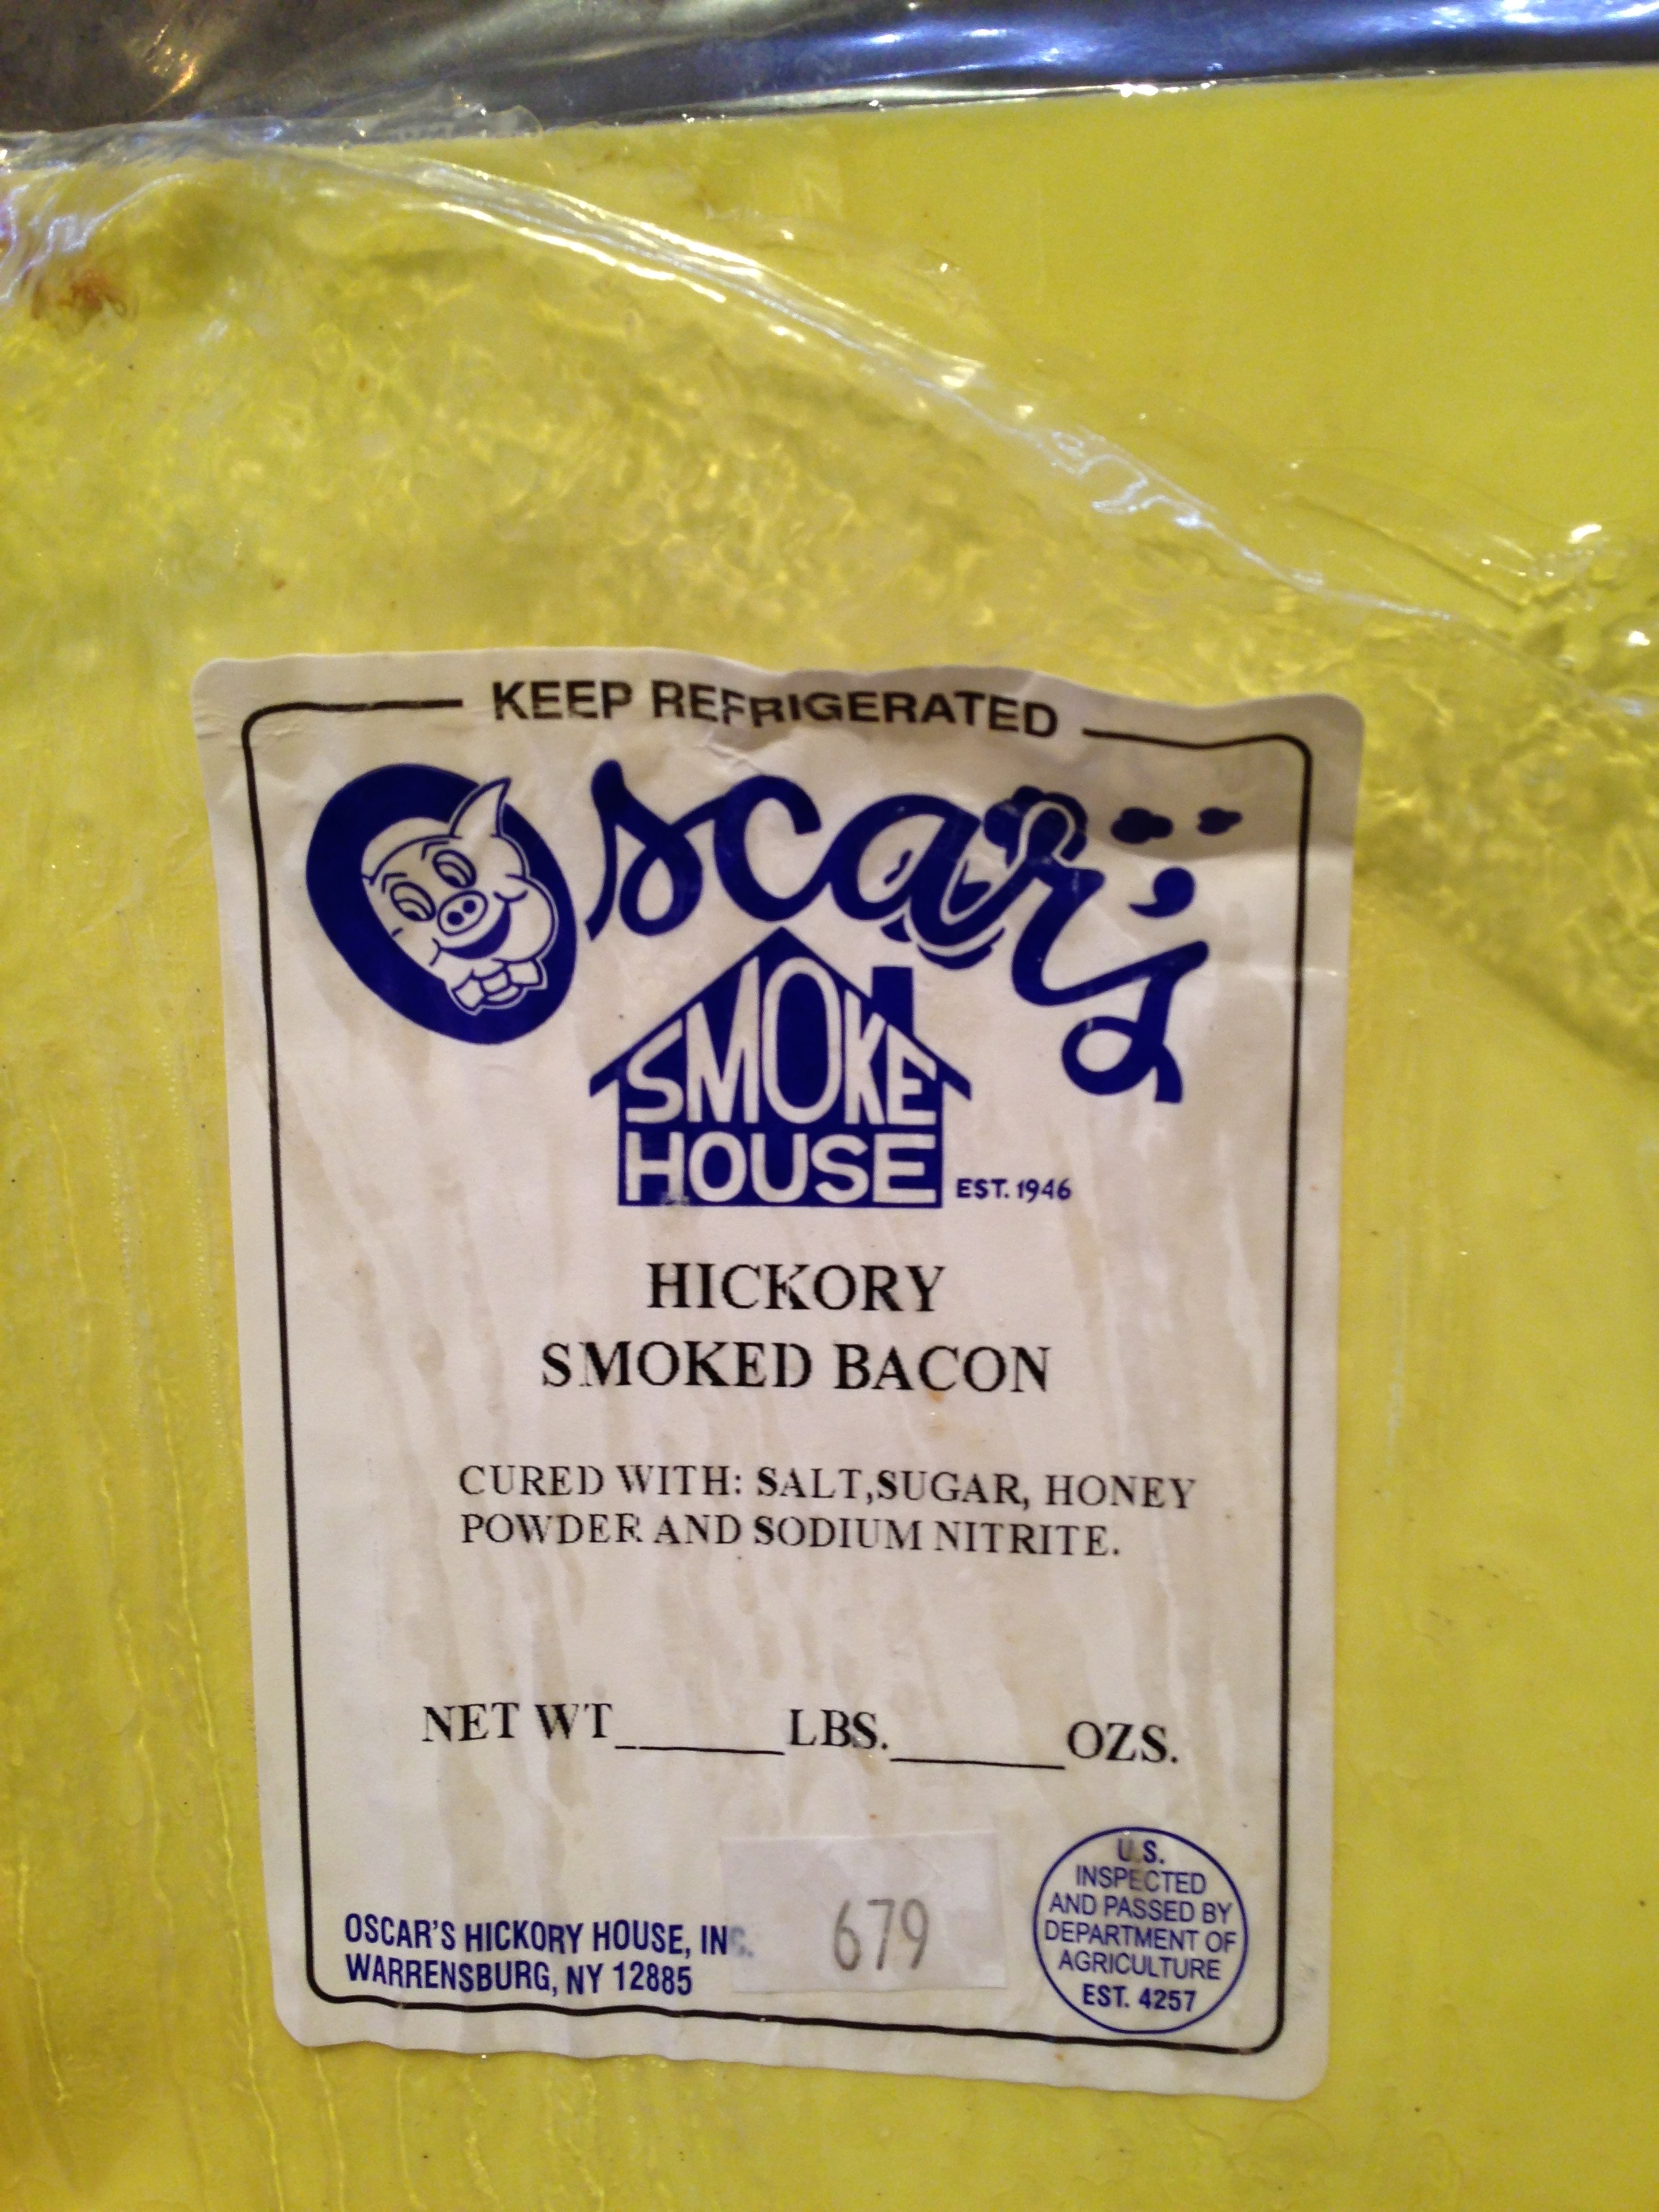 KEEP REFRIGERATED
Oscar's
SMOKE
HOUSE
EST. 1946
HICKORY
SMOKED BACON
CURED WITH: SALT,SUGAR, HONEY
POWDER AND SODIUM NITRITE.
NET WT______LBS.______OZS.
OSCAR'S HICKORY HOUSE, INC.
WARRENSBURG, NY 12885
679
U.S.
INSPECTED
AND PASSED BY
DEPARTMENT OF
AGRICULTURE
EST. 4257